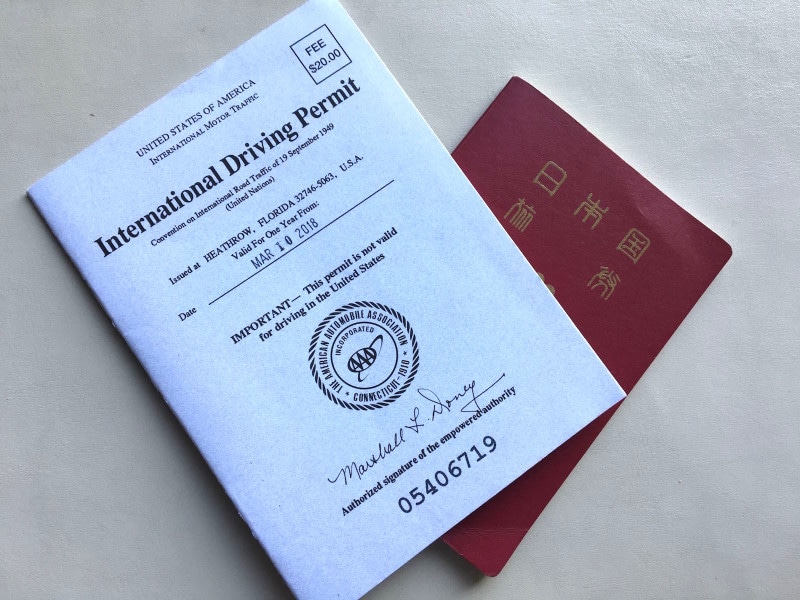 FEE
$20.00
UNITED STATES OF AMERICA
INTERNATIONAL MOTOR TRAFFIC
International Driving Permit
Convention on International Road Traffic of 19 September 1949
(United Nations)
Issued at HEATHROW, FLORIDA 32746-5063, U.S.A.
Valid For One Year From:
MAR 10 2018
Date
IMPORTANT— This permit is not valid
for driving in the United States
THE AMERICAN AUTOMOBILE ASSOCIATION
INCORPORATED
AAA
CONNECTICUT-1910
Marshall L. Doney
Authorized signature of the empowered authority
05406719
日本国
旅券